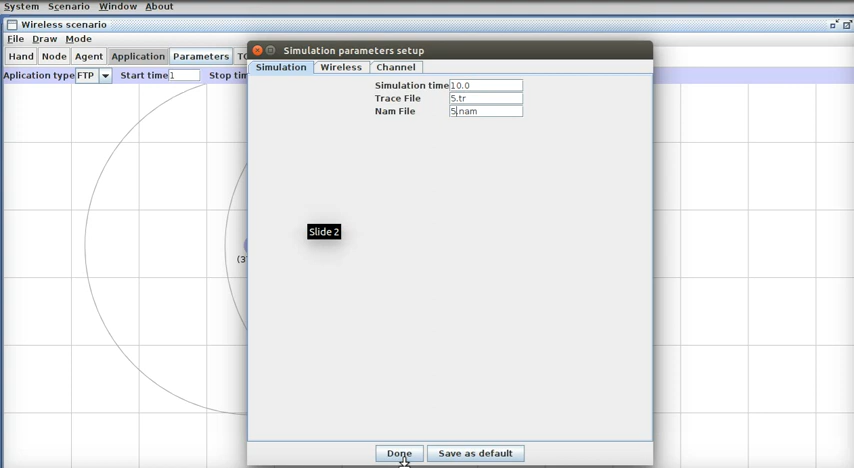 System Scenario Window About
Wireless scenario
File Draw Mode
Hand Node Agent Application Parameters
Aplication type FTP Start time 1 Stop tim
Simulation parameters setup
Simulation Wireless Channel
Simulation time 10.0
Trace File 5.tr
Nam File 5.nam
Slide 2
Done Save as default